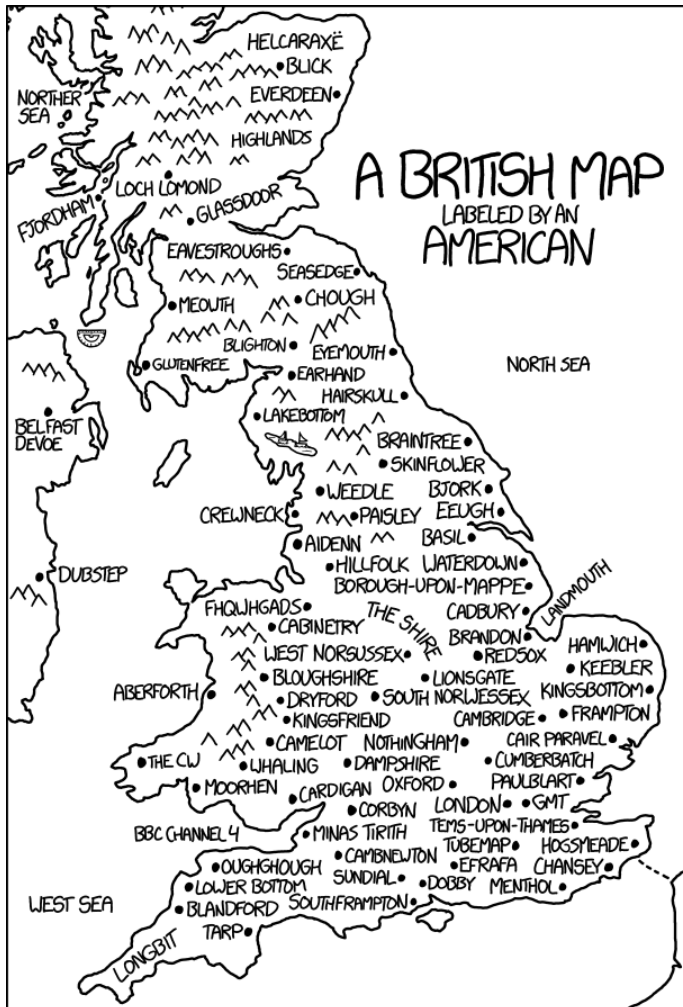 HELCARAXË
BLICK
NORTHER
SEA
EVERDEEN
HIGHLANDS
A BRITISH MAP
LABELED BY AN
AMERICAN
LOCH LOMOND
FJORDHAM
GLASSDOOR
EAVESTROUGHS
SEASEDGE
MEOUTH
CHOUGH
BLIGHTON
EYEMOUTH
GLUTENFREE
EARHAND
NORTH SEA
HAIRSKULL
LAKEBOTTOM
BELFAST
DEVOE
BRAINTREE
SKINFLOWER
WEEDLE
BJORK
CREWNECK
PAISLEY
EEUGH
AIDENN
BASIL
HILLFOLK
WATERDOWN
DUBSTEP
BOROUGH-UPON-MAPPE
LANDMOUTH
FHQWHGADS
THE SHIRE
CADBURY
CABINETRY
BRANDON
HAMWICH
WEST NORSUSSEX
REDSOX
KEEBLER
BLOUGHSHIRE
LIONSGATE
ABERFORTH
DRYFORD
SOUTH NORWESSEX
KINGSBOTTOM
KINGSFRIEND
CAMBRIDGE
FRAMPTON
CAMELOT
NOTHINGHAM
CAIR PARAVEL
THE CW
WHALING
DAMPSHIRE
CUMBERBATCH
MOORHEN
CARDIGAN
OXFORD
PAULBLART
CORBYN
LONDON
GMT
BBC CHANNEL 4
MINAS TIRITH
TEMS-UPON-THAMES
TUBEMAP
HOGSMEADE
CAMBNEWTON
OUGHGHOUGH
EFRAFA
CHANSEY
SUNDIAL
LOWER BOTTOM
DOBBY
MENTHOL
WEST SEA
BLANDFORD
SOUTHFRAMPTON
TARP
LONGBIT